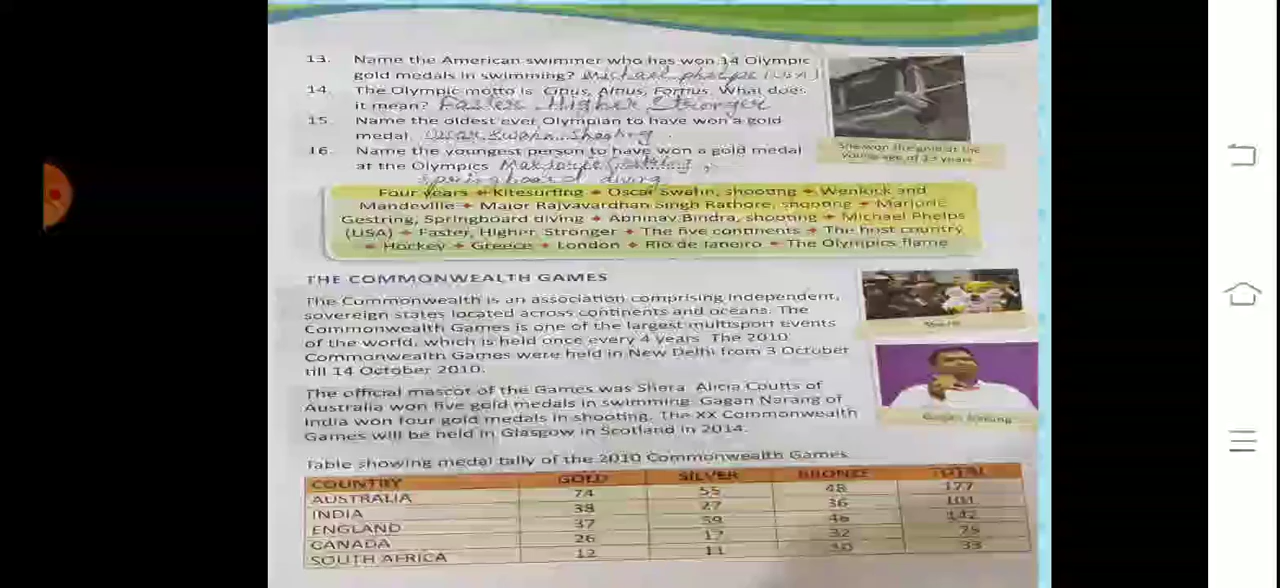 13. Name the American swimmer who has won 14 Olympic
gold medals in swimming? Michael phelps (USA)
14. The Olympic motto is Citius, Altius, Fortius. What does
it mean? Faster Higher Stronger
15. Name the oldest ever Olympian to have won a gold
medal. Oscar Swahn, Shooting
16. Name the youngest person to have won a gold medal
at the Olympics Marjorie Gestring,
Springboard diving
She won the gold at the
young age of 13 years
Four years + Kitesurfing + Oscar Swahn, shooting + Wenlock and
Mandeville + Major Rajvavardhan Singh Rathore, shooting + Marjorie
Gestring, Springboard diving + Abhinav Bindra, shooting + Michael Phelps
(USA) + Faster, Higher, Stronger + The five continents + The host country
+ Hockey + Greece + London + Rio de Janeiro + The Olympics flame
THE COMMONWEALTH GAMES
The Commonwealth is an association comprising independent,
sovereign states located across continents and oceans. The
Commonwealth Games is one of the largest multisport events
of the world, which is held once every 4 years. The 2010
Commonwealth Games were held in New Delhi from 3 October
till 14 October 2010.
The official mascot of the Games was Shera. Alicia Coutts of
Australia won five gold medals in swimming. Gagan Narang of
India won four gold medals in shooting. The XX Commonwealth
Games will be held in Glasgow in Scotland in 2014.
Gagan Narang
Table showing medal tally of the 2010 Commonwealth Games
COUNTRY GOLD SILVER BRONZE TOTAL
AUSTRALIA 74 55 48 177
INDIA 38 27 36 101
ENGLAND 37 59 46 142
CANADA 26 17 32 75
SOUTH AFRICA 12 11 10 33